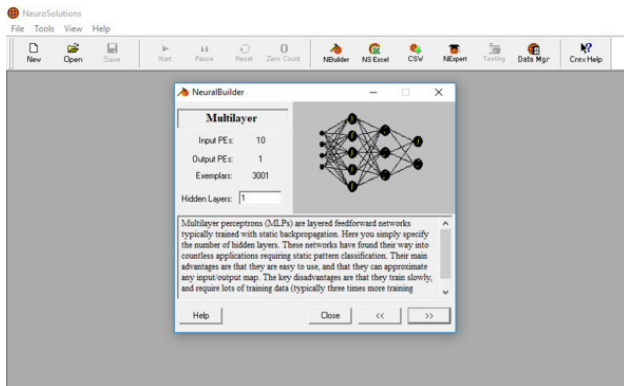 NeuroSolutions
File Tools View Help
New Open Save Start Pause Reset Zero Count NBuilder NS Excel CSV NExpert Testing Data Mgr Cntx Help
NeuralBuilder
Multilayer
Input PEs: 10
Output PEs: 1
Exemplars: 3001
Hidden Layers: 1
Multilayer perceptrons (MLPs) are layered feedforward networks
typically trained with static backpropagation. Here you simply specify
the number of hidden layers. These networks have found their way into
countless applications requiring static pattern classification. Their main
advantages are that they are easy to use, and that they can approximate
any input/output map. The key disadvantages are that they train slowly,
and require lots of training data (typically three times more training
Help Close << >>